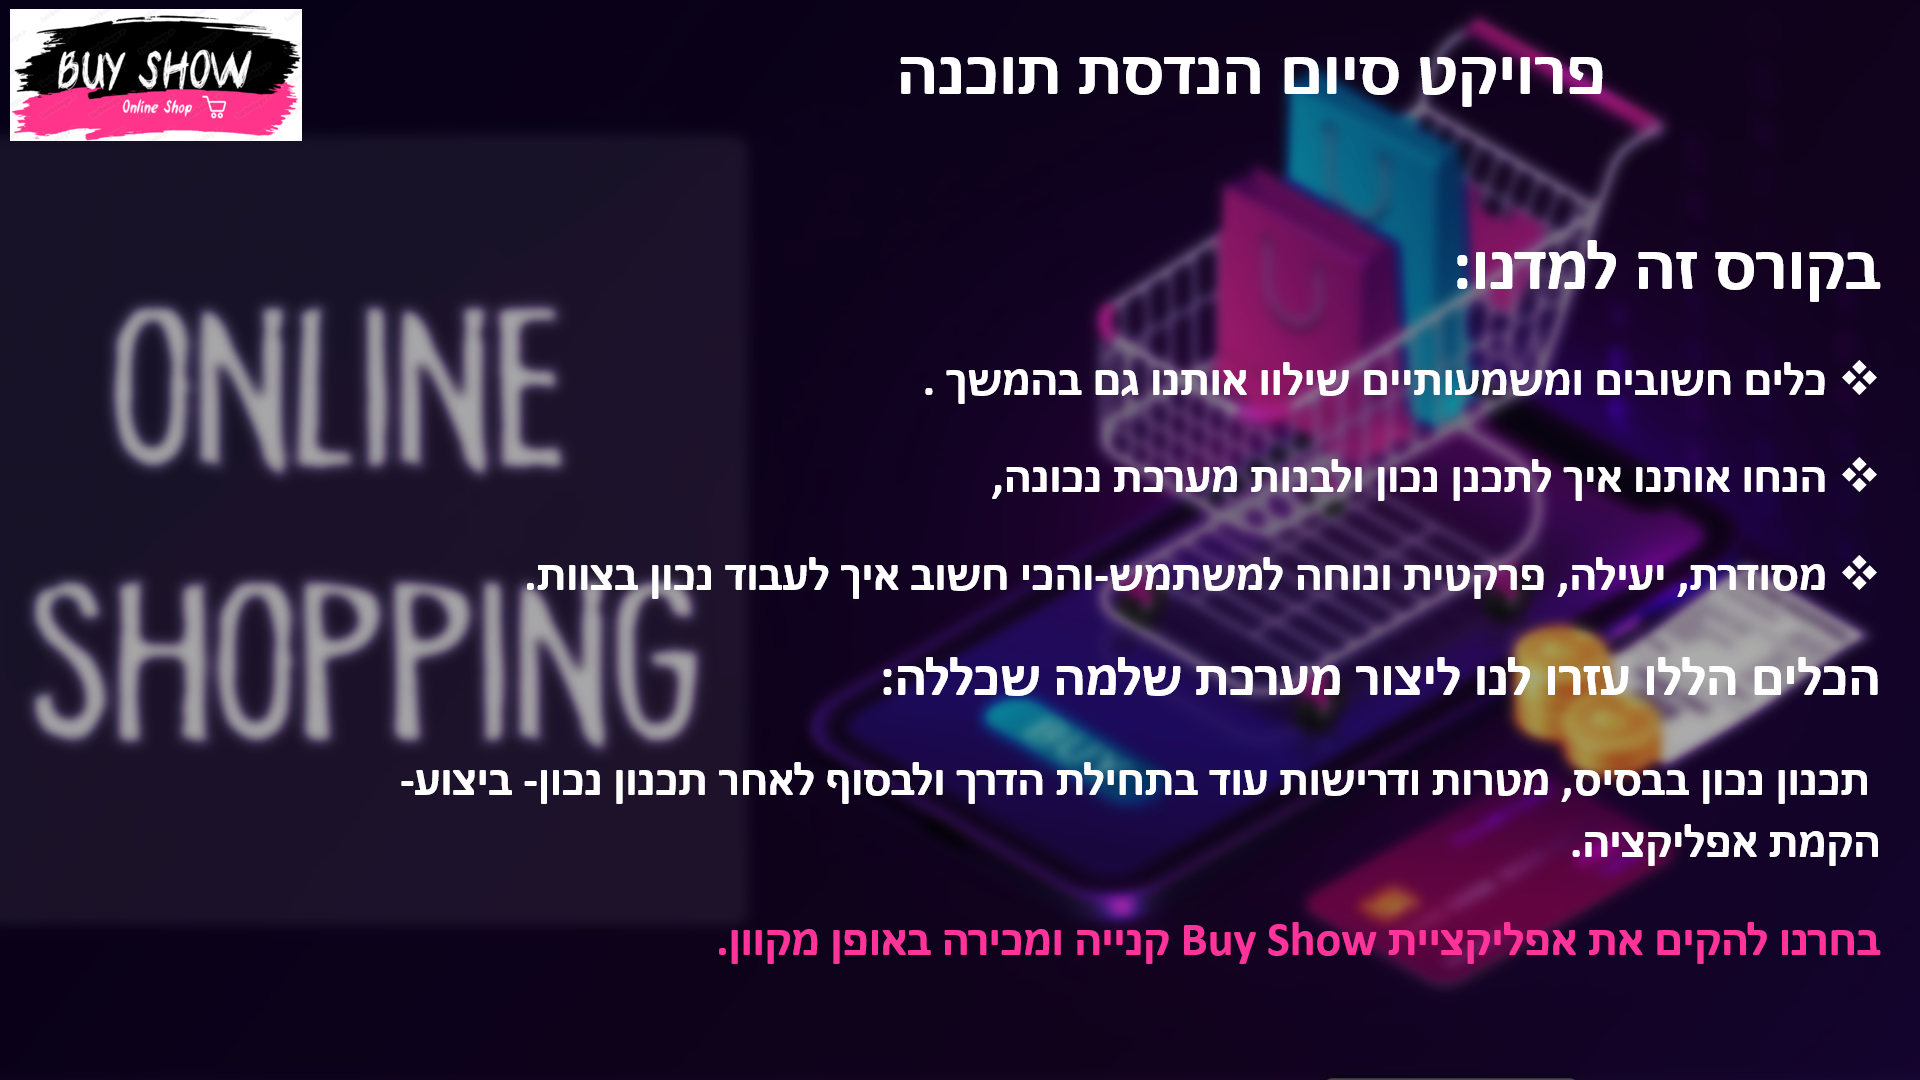 BUY SHOW
Online Shop
פרויקט סיום הנדסת תוכנה
בקורס זה למדנו:
❖ כלים חשובים ומשמעותיים שילוו אותנו גם בהמשך .
❖ הנחו אותנו איך לתכנן נכון ולבנות מערכת נכונה,
❖ מסודרת, יעילה, פרקטית ונוחה למשתמש-והכי חשוב איך לעבוד נכון בצוות.
הכלים הללו עזרו לנו ליצור מערכת שלמה שכללה:
תכנון נכון בבסיס, מטרות ודרישות עוד בתחילת הדרך ולבסוף לאחר תכנון נכון- ביצוע-
הקמת אפליקציה.
בחרנו להקים את אפליקציית Buy Show קנייה ומכירה באופן מקוון.
ONLINE
SHOPPING
BUY